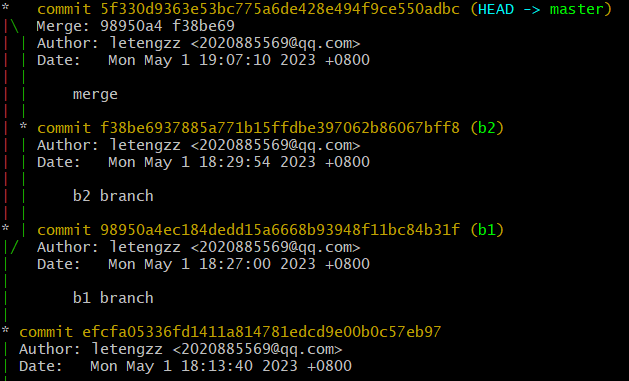 *   commit 5f330d9363e53bc775a6de428e494f9ce550adbc (HEAD -> master)
|\  Merge: 98950a4 f38be69
| | Author: letengzz <2020885569@qq.com>
| | Date:   Mon May 1 19:07:10 2023 +0800
| |
| |     merge
| |
| * commit f38be6937885a771b15ffdbe397062b86067bff8 (b2)
| | Author: letengzz <2020885569@qq.com>
| | Date:   Mon May 1 18:29:54 2023 +0800
| |
| |     b2 branch
| |
* | commit 98950a4ec184dedd15a6668b93948f11bc84b31f (b1)
|/  Author: letengzz <2020885569@qq.com>
|   Date:   Mon May 1 18:27:00 2023 +0800
|
|       b1 branch
|
* commit efcfa05336fd1411a814781edcd9e00b0c57eb97
| Author: letengzz <2020885569@qq.com>
| Date:   Mon May 1 18:13:40 2023 +0800